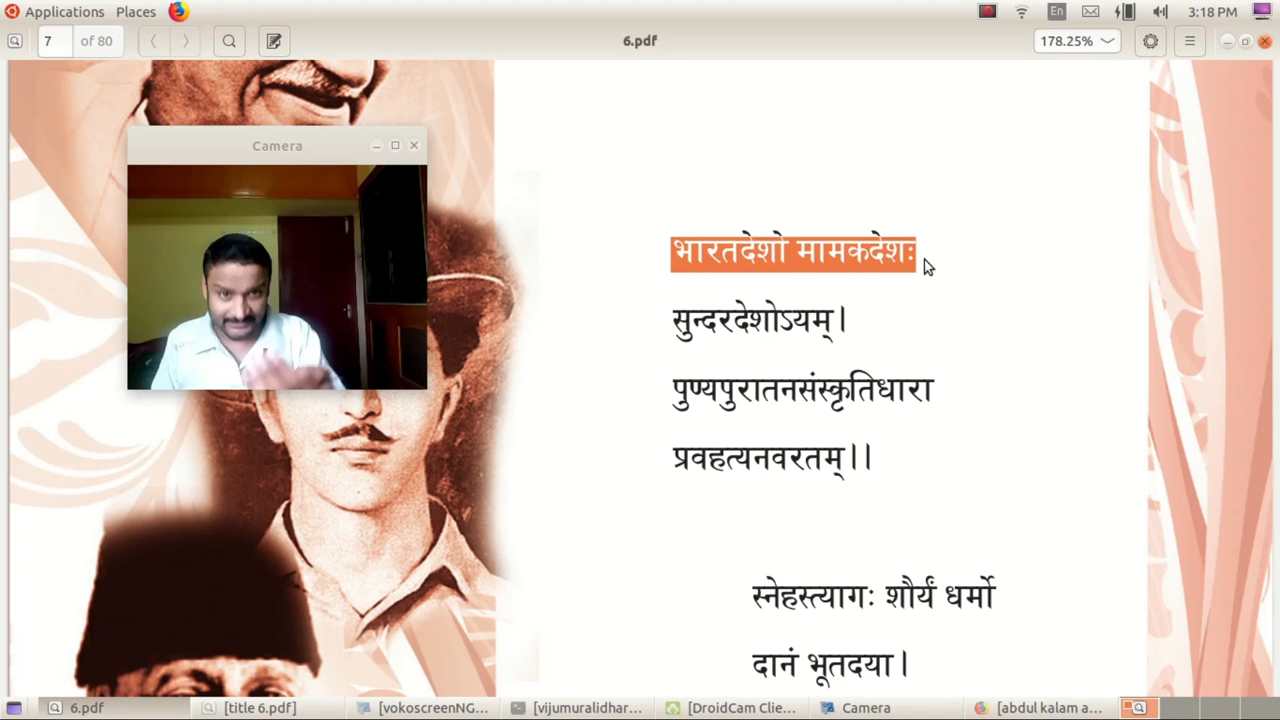 Applications Places En 3:18 PM
7 of 80 6.pdf 178.25%
Camera
भारतदेशो मामकदेशः
सुन्दरदेशोऽयम्।
पुण्यपुरातनसंस्कृतिधारा
प्रवहत्यनवरतम्।।
स्नेहस्त्यागः शौर्यं धर्मो
दानं भूतदया।
6.pdf [title 6.pdf] [vokoscreenNG... [vijumuralidhar... [DroidCam Clie... Camera [abdul kalam a...